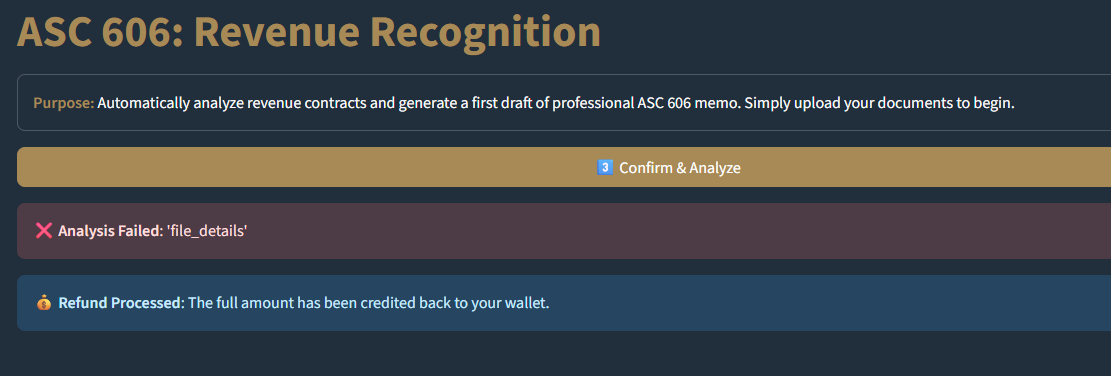 ASC 606: Revenue Recognition
Purpose: Automatically analyze revenue contracts and generate a first draft of professional ASC 606 memo. Simply upload your documents to begin.
3️⃣ Confirm & Analyze
❌ Analysis Failed: 'file_details'
💰 Refund Processed: The full amount has been credited back to your wallet.